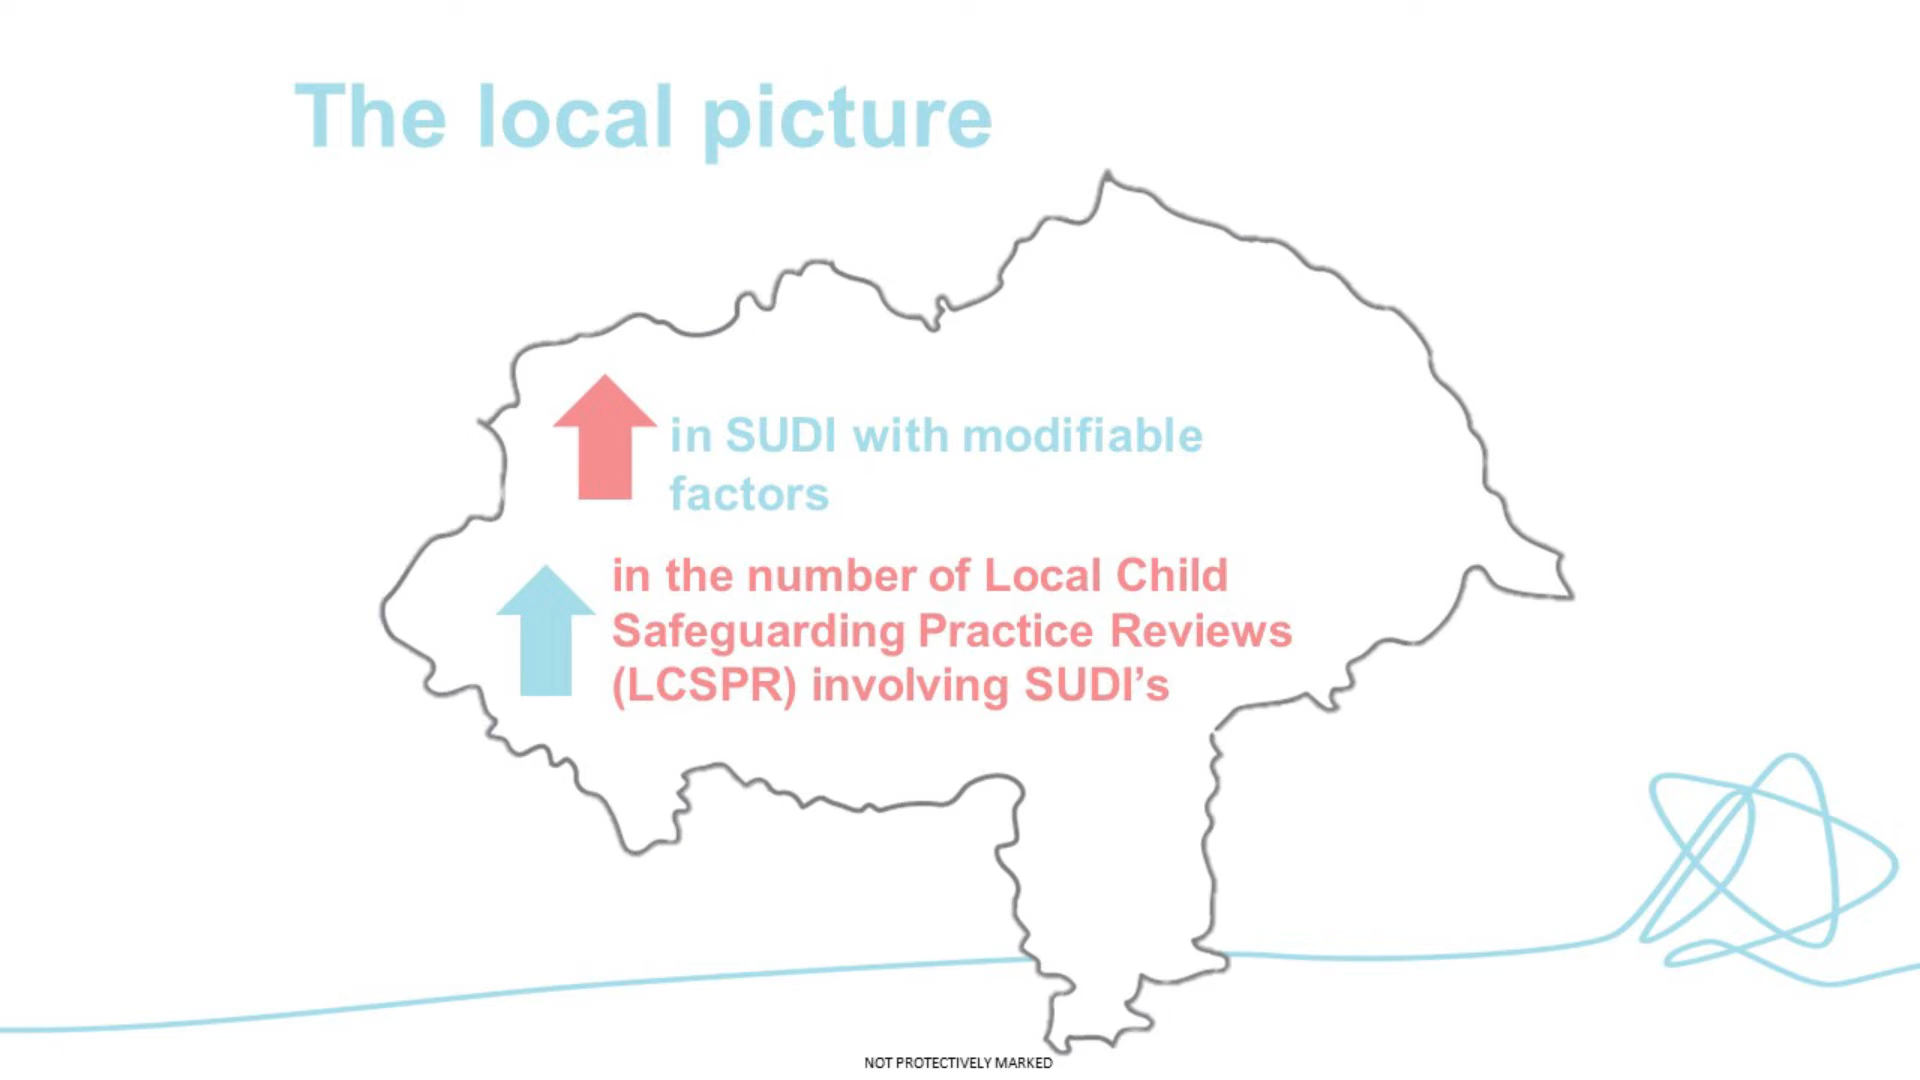 The local picture
in SUDI with modifiable
factors
in the number of Local Child
Safeguarding Practice Reviews
(LCSPR) involving SUDI’s
NOT PROTECTIVELY MARKED